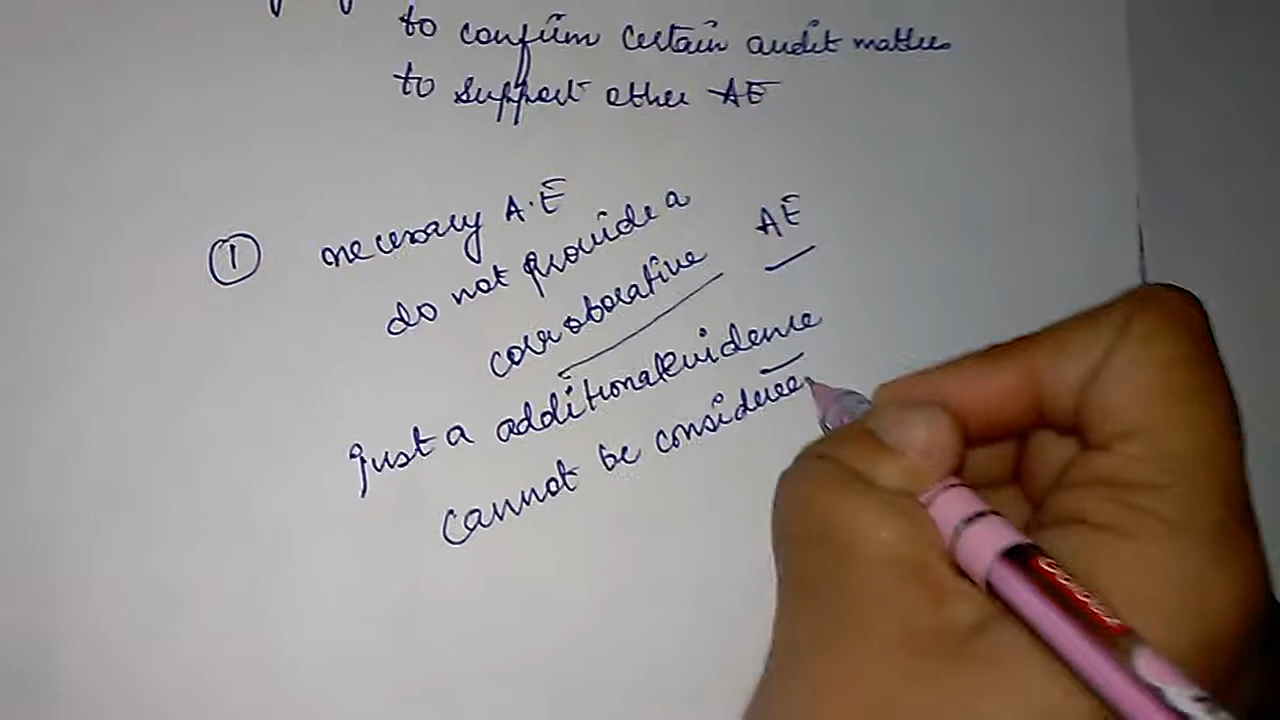 to confirm certain audit matters
to support other AE
① necessary A.E
do not provide a
corroborative AE
just a additional evidence
cannot be considere